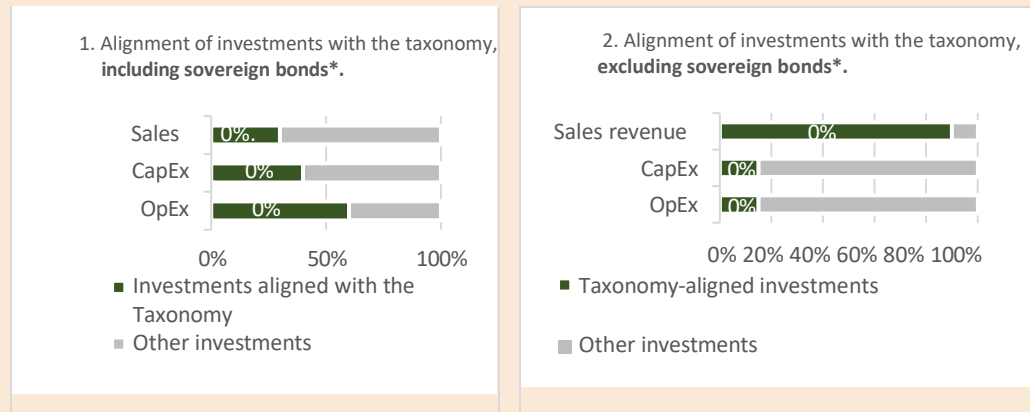 1. Alignment of investments with the taxonomy,
including sovereign bonds*.
Sales
0%.
CapEx
0%
OpEx
0%
0% 50% 100%
Investments aligned with the
Taxonomy
Other investments
2. Alignment of investments with the taxonomy,
excluding sovereign bonds*.
Sales revenue
0%
CapEx
0%
OpEx
0%
0% 20% 40% 60% 80% 100%
Taxonomy-aligned investments
Other investments